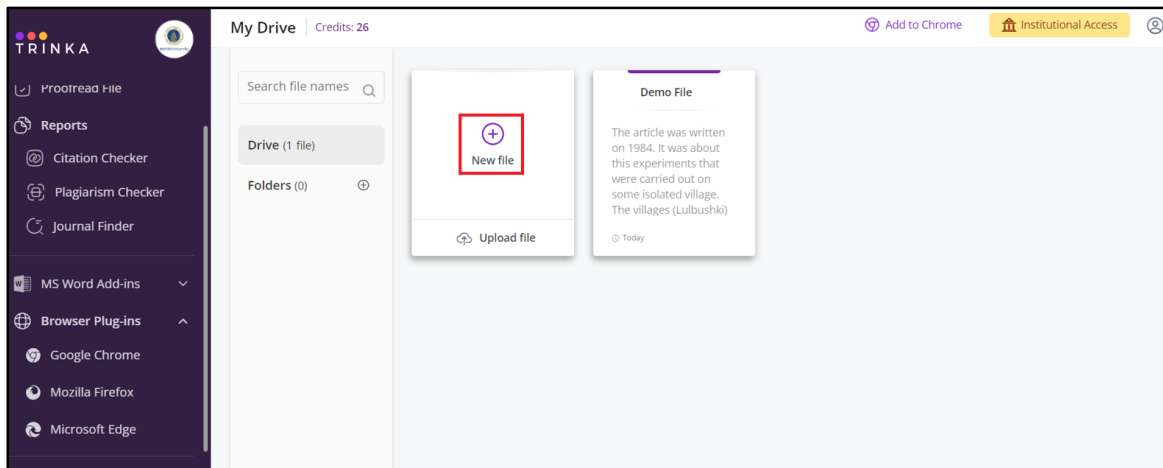 TRINKA
Proofread File
Reports
Citation Checker
Plagiarism Checker
Journal Finder
MS Word Add-ins
Browser Plug-ins
Google Chrome
Mozilla Firefox
Microsoft Edge
My Drive
Credits: 26
Add to Chrome
Institutional Access
Search file names
Drive (1 file)
Folders (0)
New file
Upload file
Demo File
The article was written
on 1984. It was about
this experiments that
were carried out on
some isolated village.
The villages (Lulbushki)
Today